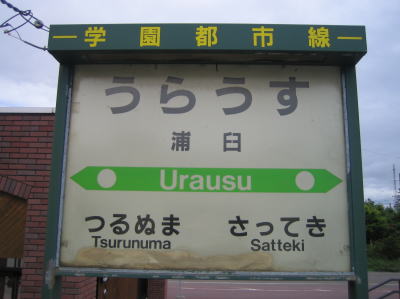 —学園都市線—
うらうす
浦臼
Urausu
つるぬま さってき
Tsurunuma Satteki